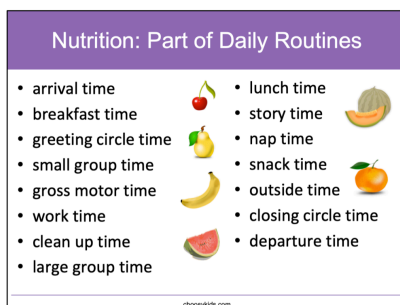 Nutrition: Part of Daily Routines
• arrival time
• breakfast time
• greeting circle time
• small group time
• gross motor time
• work time
• clean up time
• large group time
• lunch time
• story time
• nap time
• snack time
• outside time
• closing circle time
• departure time
choosykids.com